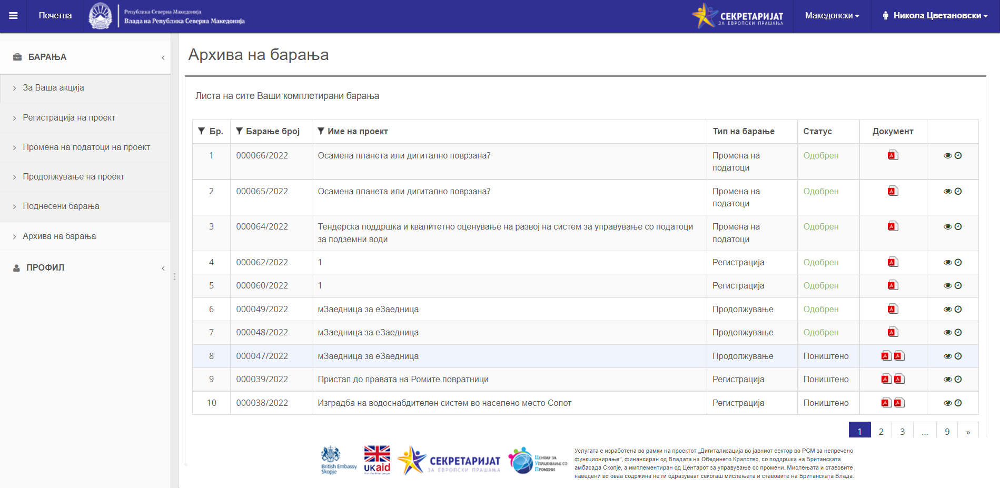 Почетна
Република Северна Македонија
Влада на Република Северна Македонија
СЕКРЕТАРИЈАТ
ЗА ЕВРОПСКИ ПРАШАЊА
Македонски
Никола Цветановски
БАРАЊА
За Ваша акција
Регистрација на проект
Промена на податоци на проект
Продолжување на проект
Поднесени барања
Архива на барања
ПРОФИЛ
Архива на барања
Листа на сите Ваши комплетирани барања
Бр. Барање број Име на проект Тип на барање Статус Документ
1 000066/2022 Осамена планета или дигитално поврзана? Промена на податоци Одобрен
2 000065/2022 Осамена планета или дигитално поврзана? Промена на податоци Одобрен
3 000064/2022 Тендерска поддршка и квалитетно оценување на развој на систем за управување со податоци за подземни води Промена на податоци Одобрен
4 000062/2022 1 Регистрација Одобрен
5 000060/2022 1 Регистрација Одобрен
6 000049/2022 мЗаедница за еЗаедница Продолжување Одобрен
7 000048/2022 мЗаедница за еЗаедница Продолжување Одобрен
8 000047/2022 мЗаедница за еЗаедница Продолжување Поништено
9 000039/2022 Пристап до правата на Ромите повратници Регистрација Поништено
10 000038/2022 Изградба на водоснабдителен систем во населено место Сопот Регистрација Поништено
1 2 3 ... 9 »
British Embassy
Skopje
UKaid
from the British people
СЕКРЕТАРИЈАТ
ЗА ЕВРОПСКИ ПРАШАЊА
ЦЕНТАР ЗА
УПРАВУВАЊЕ СО
ПРОМЕНИ
Услугата е изработена во рамки на проектот „Дигитализација во јавниот сектор во РСМ за непречено
функционирање“, финансиран од Владата на Обединето Кралство, со поддршка на Британската
амбасада Скопје, а имплементиран од Центарот за управување со промени. Мислењата и ставовите
наведени во оваа содржина не ги одразуваат секогаш мислењата и ставовите на Британската Влада.